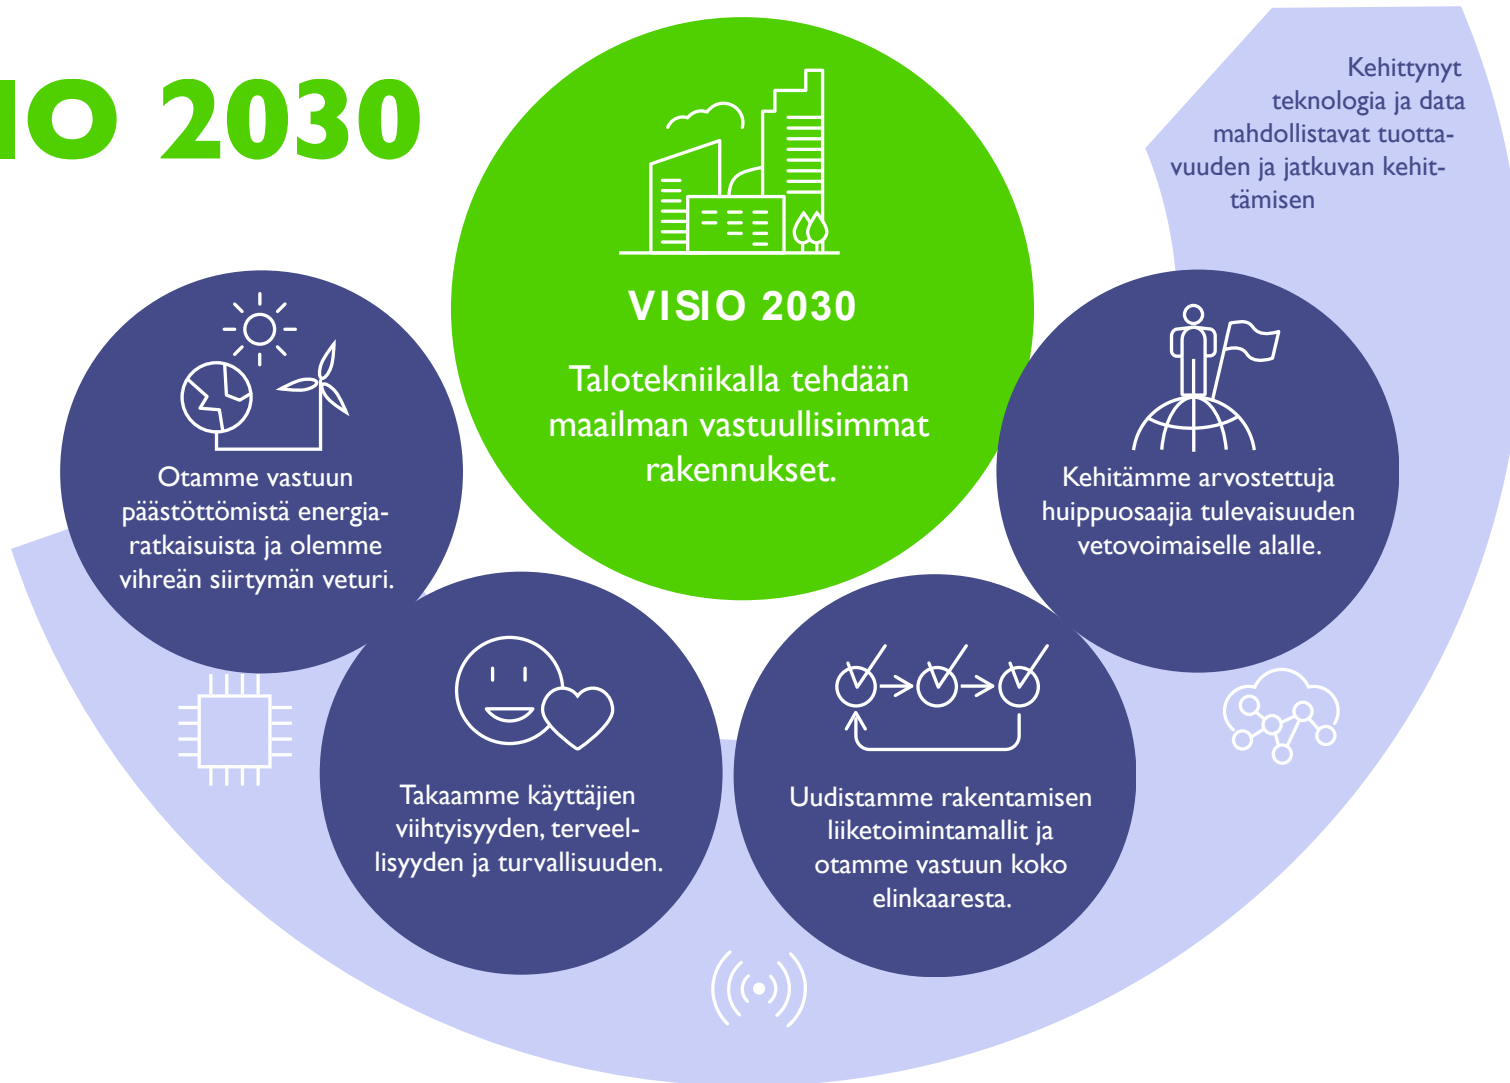 IO 2030
Kehittynyt
teknologia ja data
mahdollistavat tuotta-
vuuden ja jatkuvan kehit-
tämisen
VISIO 2030
Talotekniikalla tehdään
maailman vastuullisimmat
rakennukset.
Otamme vastuun
päästöttömistä energia-
ratkaisuista ja olemme
vihreän siirtymän veturi.
Takaamme käyttäjien
viihtyisyyden, terveel-
lisyyden ja turvallisuuden.
Uudistamme rakentamisen
liiketoimintamallit ja
otamme vastuun koko
elinkaaresta.
Kehitämme arvostettuja
huippuosaajia tulevaisuuden
vetovoimaiselle alalle.